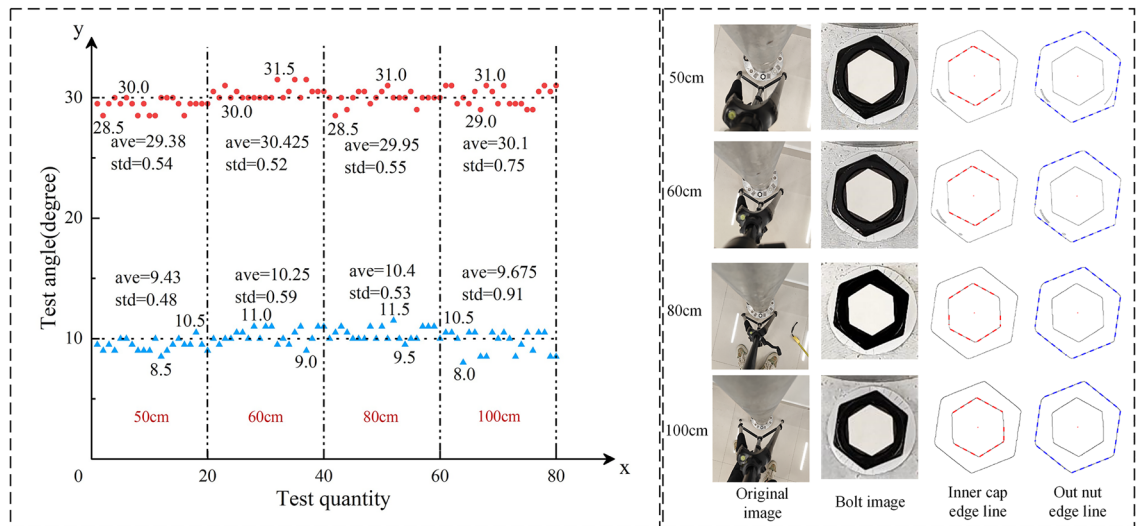 y
30.0
31.5
31.0
31.0
30
28.5
30.0
28.5
29.0
ave=29.38
std=0.54
ave=30.425
std=0.52
ave=29.95
std=0.55
ave=30.1
std=0.75
20
Test angle(degree)
ave=9.43
std=0.48
ave=10.25
std=0.59
ave=10.4
std=0.53
ave=9.675
std=0.91
10.5
11.0
11.5
10.5
10
8.5
9.0
9.5
8.0
50cm
60cm
80cm
100cm
0
20
40
60
80
x
Test quantity
50cm
60cm
80cm
100cm
Original
image
Bolt image
Inner cap
edge line
Out nut
edge line